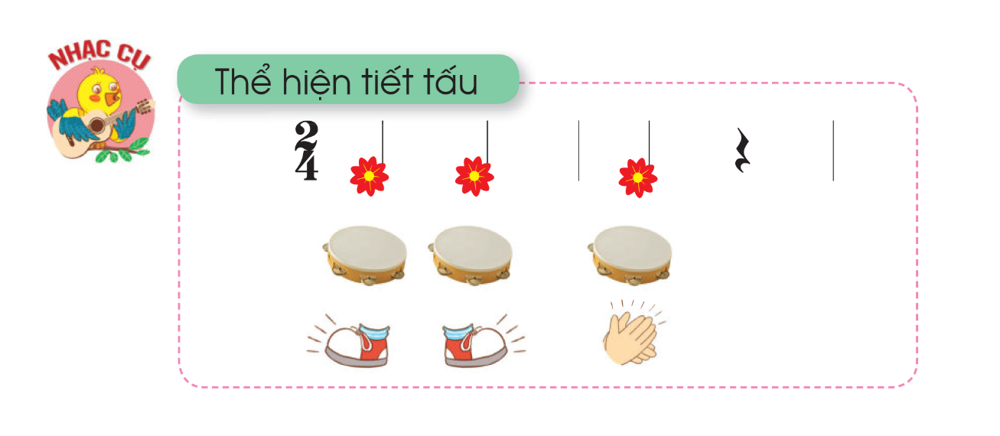 NHẠC CỤ
Thể hiện tiết tấu
2
4